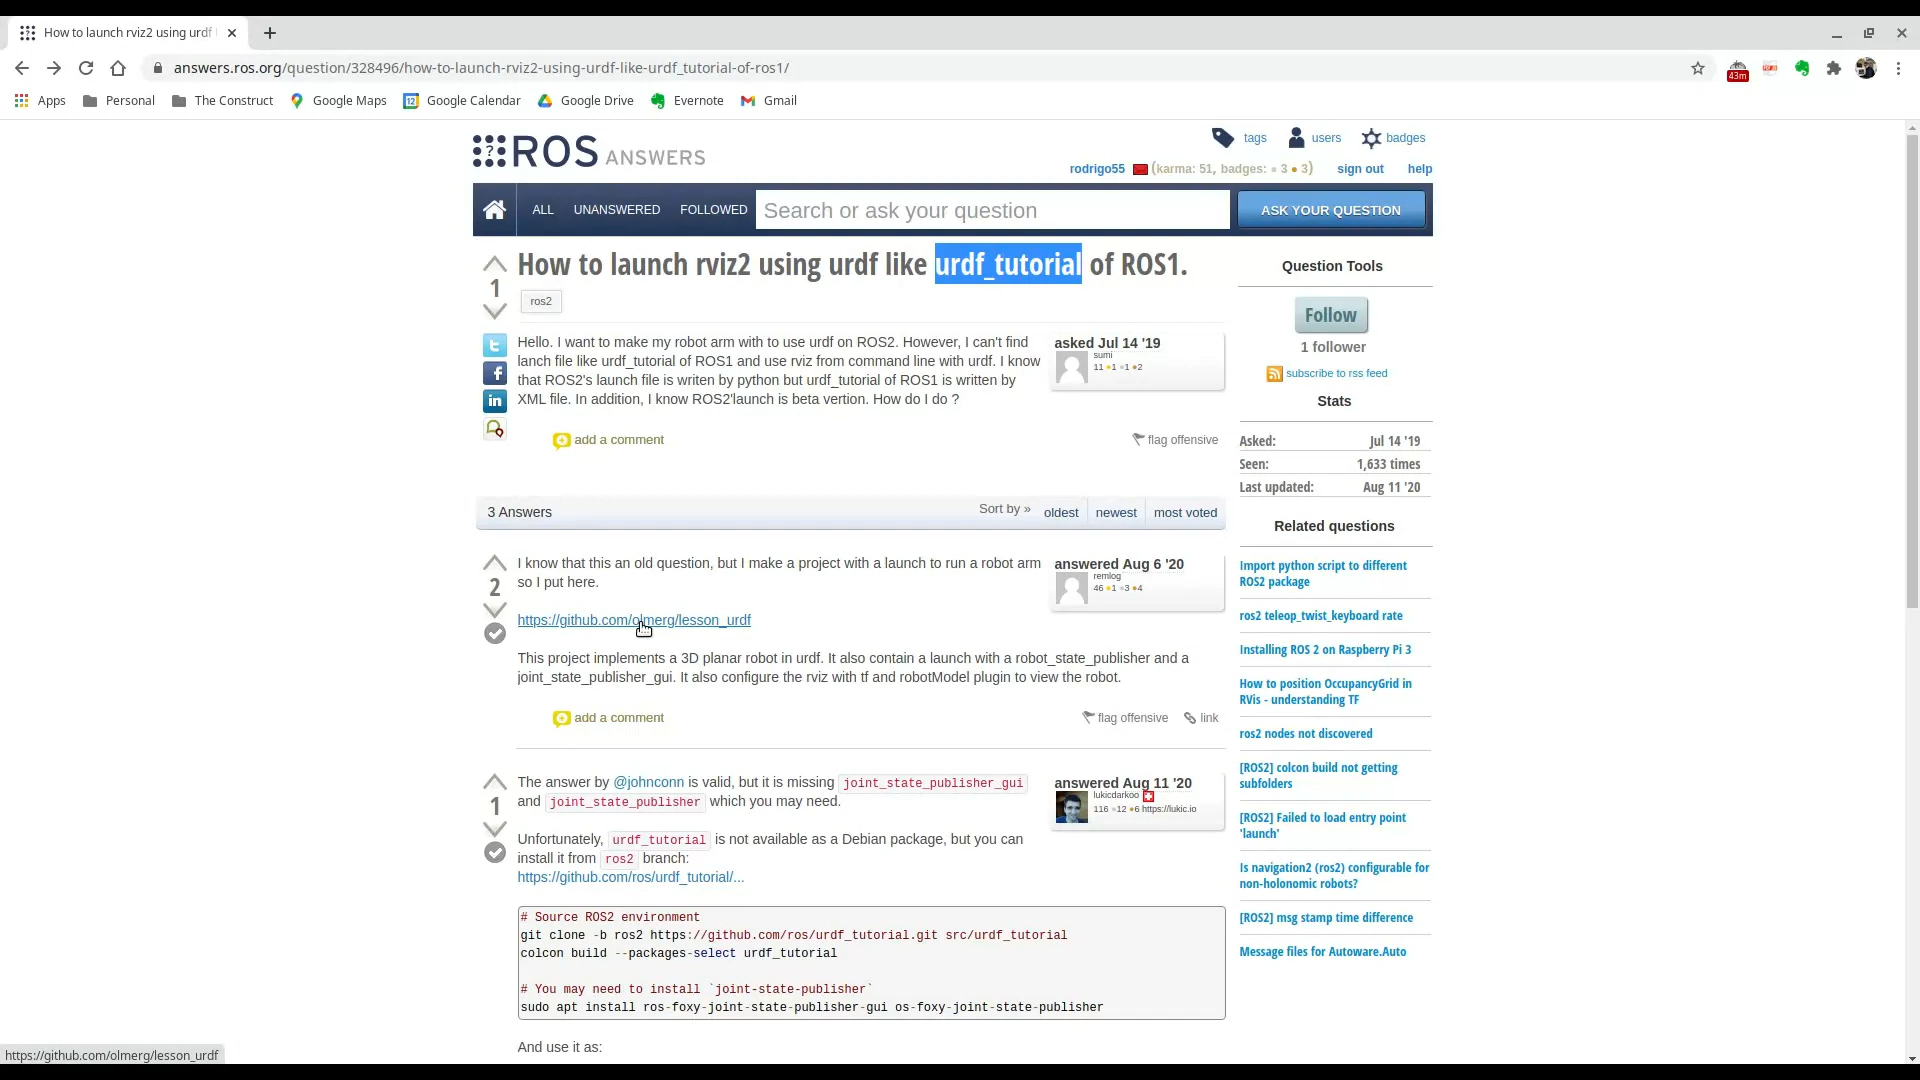 How to launch rviz2 using urdf
answers.ros.org/question/328496/how-to-launch-rviz2-using-urdf-like-urdf_tutorial-of-ros1/
43m
Apps Personal The Construct Google Maps Google Calendar Google Drive Evernote Gmail
ROS ANSWERS
tags users badges
rodrigo55 (karma: 51, badges: ● 3 ● 3) sign out help
ALL UNANSWERED FOLLOWED Search or ask your question ASK YOUR QUESTION
How to launch rviz2 using urdf like urdf_tutorial of ROS1.
1
ros2
Hello. I want to make my robot arm with to use urdf on ROS2. However, I can't find
lanch file like urdf_tutorial of ROS1 and use rviz from command line with urdf. I know
that ROS2's launch file is writen by python but urdf_tutorial of ROS1 is written by
XML file. In addition, I know ROS2'launch is beta vertion. How do I do ?
asked Jul 14 '19
sumi
11 ●1 ●1 ●2
add a comment
flag offensive
3 Answers
Sort by » oldest newest most voted
2
I know that this an old question, but I make a project with a launch to run a robot arm
so I put here.
https://github.com/olmerg/lesson_urdf
This project implements a 3D planar robot in urdf. It also contain a launch with a robot_state_publisher and a
joint_state_publisher_gui. It also configure the rviz with tf and robotModel plugin to view the robot.
answered Aug 6 '20
remlog
46 ●1 ●3 ●4
add a comment
flag offensive link
1
The answer by @johnconn is valid, but it is missing joint_state_publisher_gui
and joint_state_publisher which you may need.
Unfortunately, urdf_tutorial is not available as a Debian package, but you can
install it from ros2 branch:
https://github.com/ros/urdf_tutorial/...
answered Aug 11 '20
lukicdarkoo
116 ●12 ●6 https://lukic.io
# Source ROS2 environment
git clone -b ros2 https://github.com/ros/urdf_tutorial.git src/urdf_tutorial
colcon build --packages-select urdf_tutorial
# You may need to install `joint-state-publisher`
sudo apt install ros-foxy-joint-state-publisher-gui os-foxy-joint-state-publisher
And use it as:
Question Tools
Follow
1 follower
subscribe to rss feed
Stats
Asked: Jul 14 '19
Seen: 1,633 times
Last updated: Aug 11 '20
Related questions
Import python script to different
ROS2 package
ros2 teleop_twist_keyboard rate
Installing ROS 2 on Raspberry Pi 3
How to position OccupancyGrid in
RVis - understanding TF
ros2 nodes not discovered
[ROS2] colcon build not getting
subfolders
[ROS2] Failed to load entry point
'launch'
Is navigation2 (ros2) configurable for
non-holonomic robots?
[ROS2] msg stamp time difference
Message files for Autoware.Auto
https://github.com/olmerg/lesson_urdf